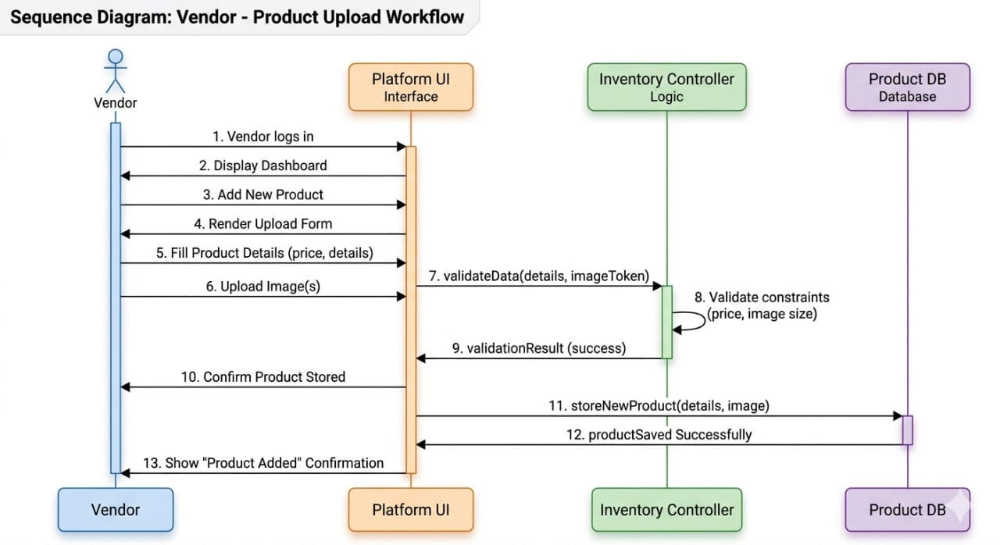 Sequence Diagram: Vendor - Product Upload Workflow
Vendor
Platform UI
Interface
Inventory Controller
Logic
Product DB
Database
1. Vendor logs in
2. Display Dashboard
3. Add New Product
4. Render Upload Form
5. Fill Product Details (price, details)
6. Upload Image(s)
7. validateData(details, imageToken)
8. Validate constraints
(price, image size)
9. validationResult (success)
10. Confirm Product Stored
11. storeNewProduct(details, image)
12. productSaved Successfully
13. Show "Product Added" Confirmation
Vendor
Platform UI
Inventory Controller
Product DB